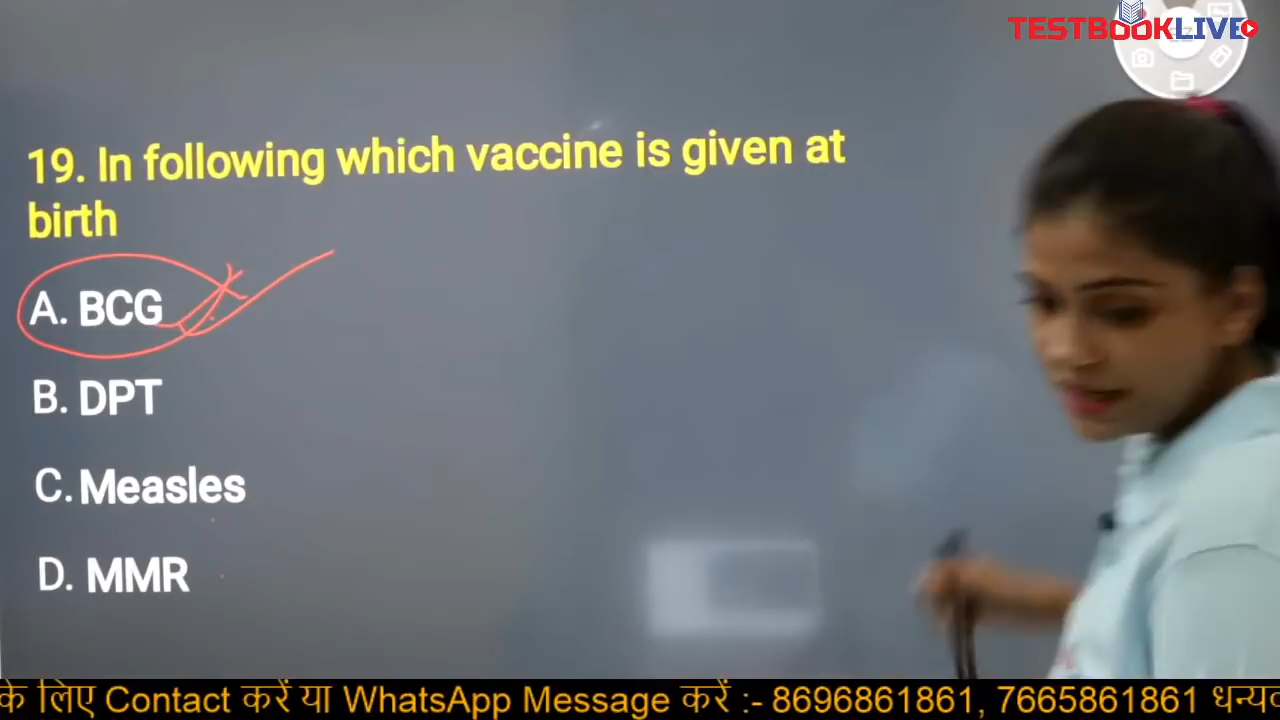 TESTBOOKLIVE
19. In following which vaccine is given at
birth
A. BCG
B. DPT
C. Measles
D. MMR
के लिए Contact करें या WhatsApp Message करें :- 8696861861, 7665861861